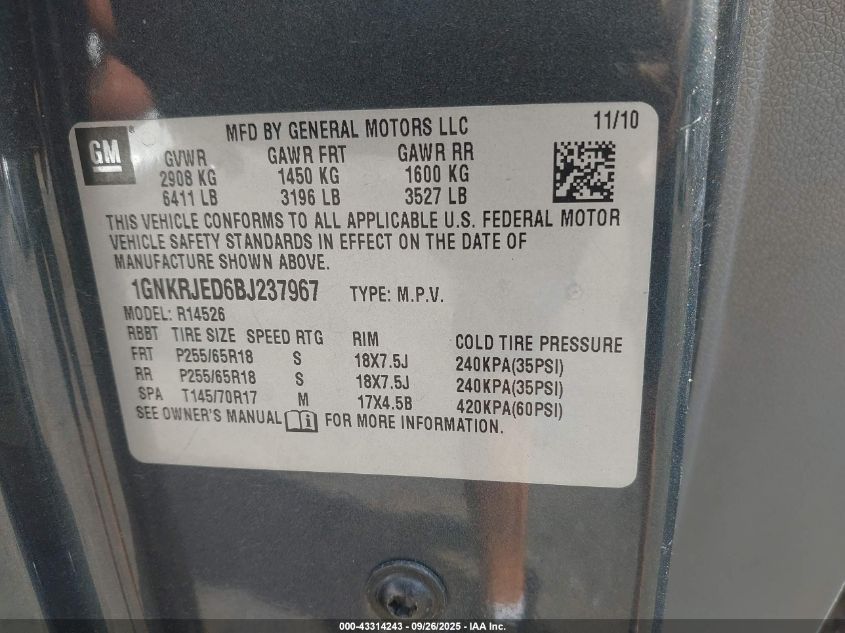 GM
MFD BY GENERAL MOTORS LLC 11/10
GVWR GAWR FRT GAWR RR
2908 KG 1450 KG 1600 KG
6411 LB 3196 LB 3527 LB
THIS VEHICLE CONFORMS TO ALL APPLICABLE U.S. FEDERAL MOTOR
VEHICLE SAFETY STANDARDS IN EFFECT ON THE DATE OF
MANUFACTURE SHOWN ABOVE.
1GNKRJED6BJ237967 TYPE: M.P.V.
MODEL: R14526
RBBT TIRE SIZE SPEED RTG RIM COLD TIRE PRESSURE
FRT P255/65R18 S 18X7.5J 240KPA(35PSI)
RR P255/65R18 S 18X7.5J 240KPA(35PSI)
SPA T145/70R17 M 17X4.5B 420KPA(60PSI)
SEE OWNER'S MANUAL i FOR MORE INFORMATION.
000-43314243 - 09/26/2025 - IAA Inc.